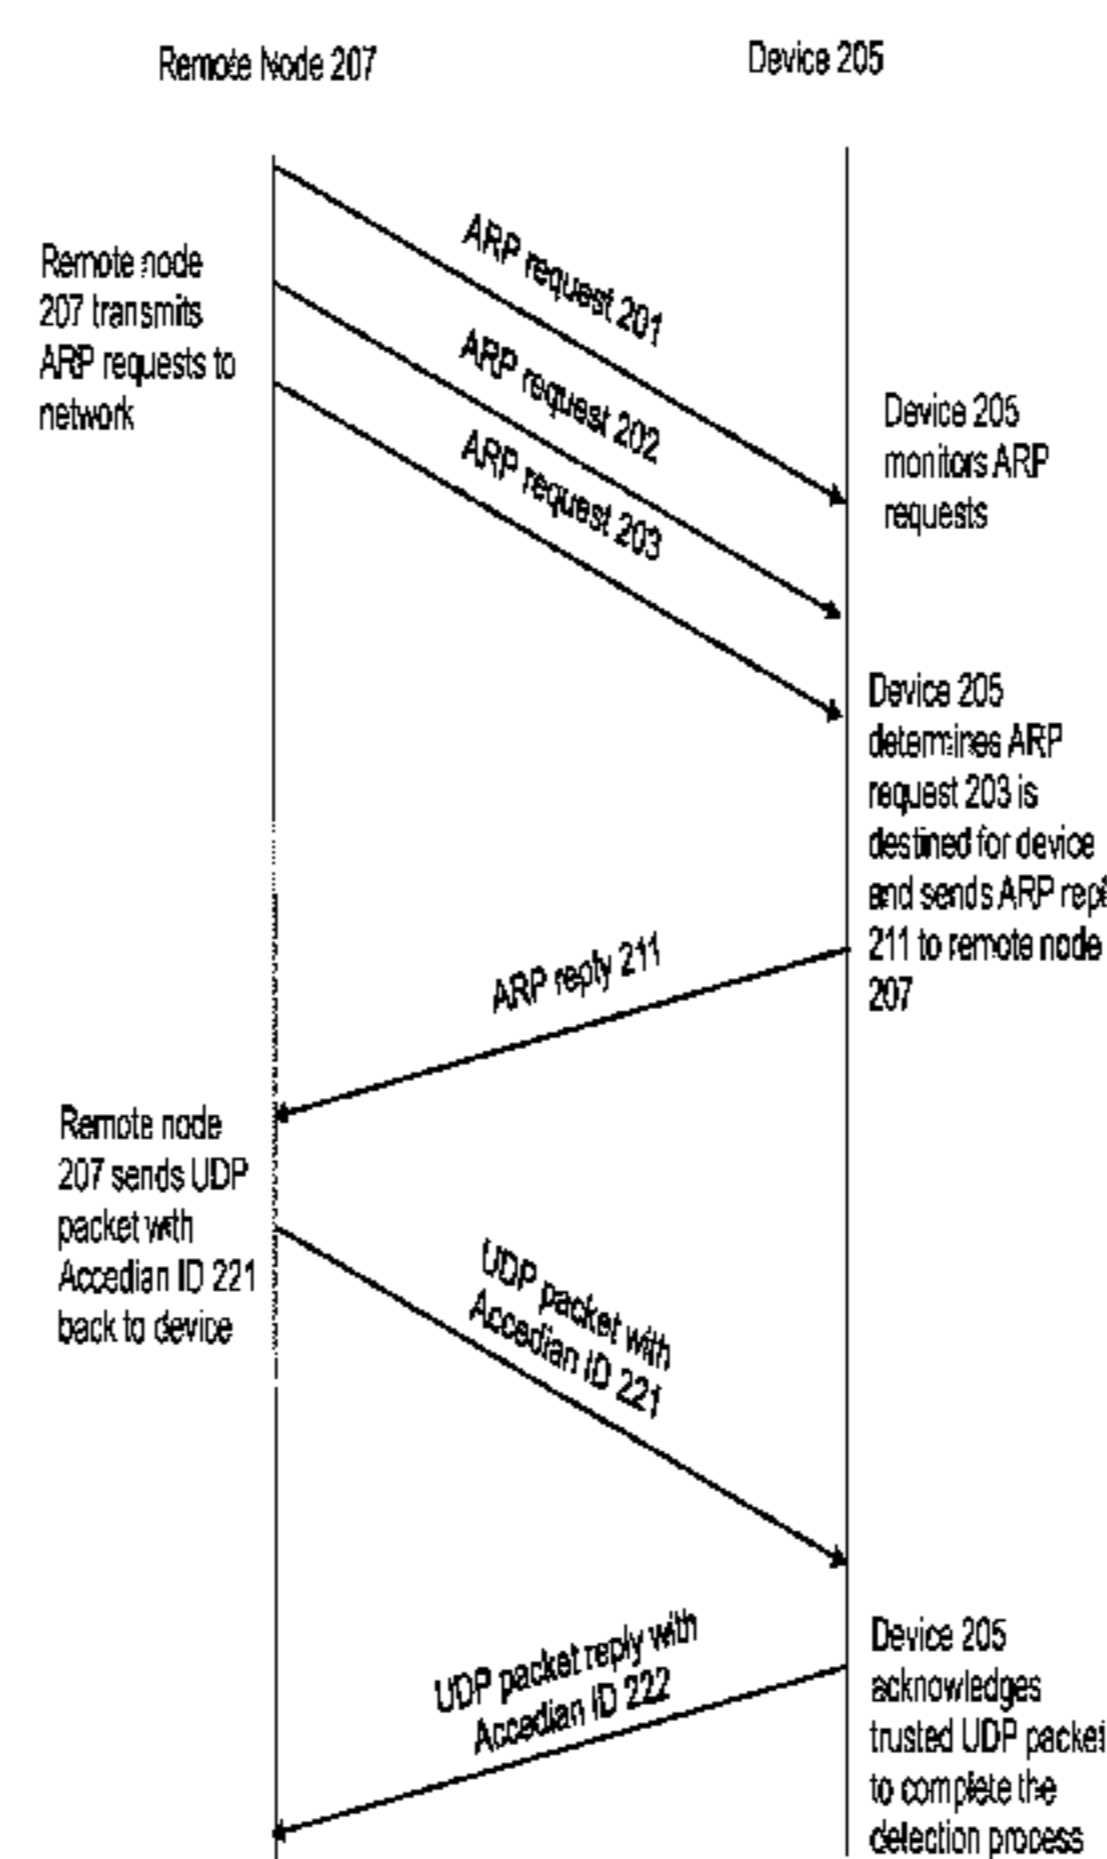 Remote Node 207
Device 205
ARP request 201
Remote node
207 transmits
ARP requests to
network
ARP request 202
Device 205
monitors ARP
requests
ARP request 203
Device 205
determines ARP
request 203 is
destined for device
and sends ARP repl
211 to remote node
207
ARP reply 211
Remote node
207 sends UDP
packet with
Accedian ID 221
back to device
UDP packet with
Accedian ID 221
UDP packet reply with
Accedian ID 222
Device 205
acknowledges
trusted UDP packet
to complete the
detection process